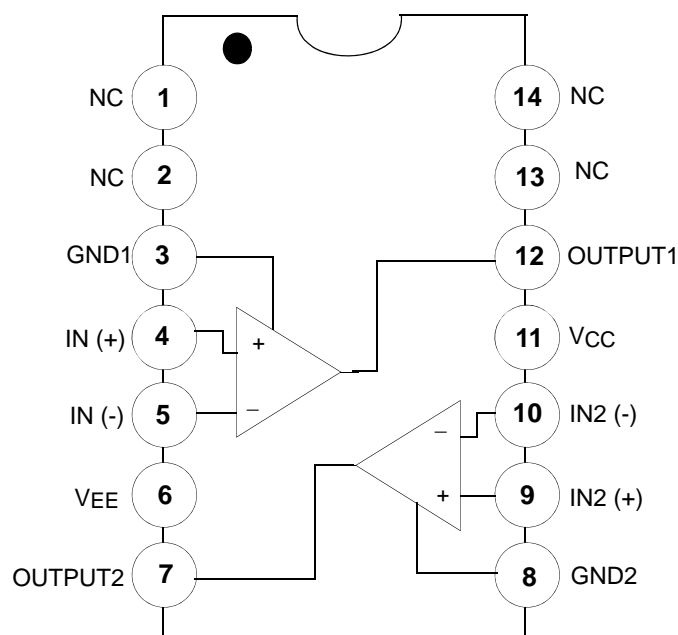 NC 1 14 NC
NC 2 13 NC
GND1 3 12 OUTPUT1
IN (+) 4 + 11 VCC
IN (-) 5 − − 10 IN2 (-)
VEE 6 + 9 IN2 (+)
OUTPUT2 7 8 GND2